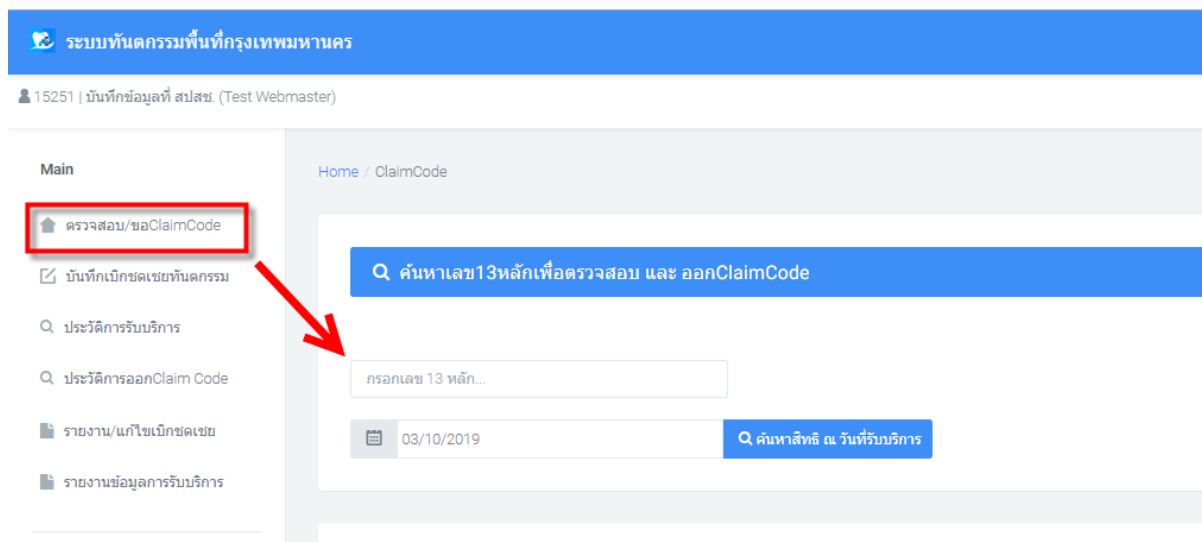 ระบบทันตกรรมพื้นที่กรุงเทพมหานคร
15251 | บันทึกข้อมูลที่ สปสช. (Test Webmaster)
Main
ตรวจสอบ/ขอClaimCode
บันทึกเบิกชดเชยทันตกรรม
ประวัติการรับบริการ
ประวัติการออกClaim Code
รายงาน/แก้ไขเบิกชดเชย
รายงานข้อมูลการรับบริการ
Home / ClaimCode
ค้นหาเลข13หลักเพื่อตรวจสอบ และ ออกClaimCode
กรอกเลข 13 หลัก...
03/10/2019
ค้นหาสิทธิ ณ วันที่รับบริการ